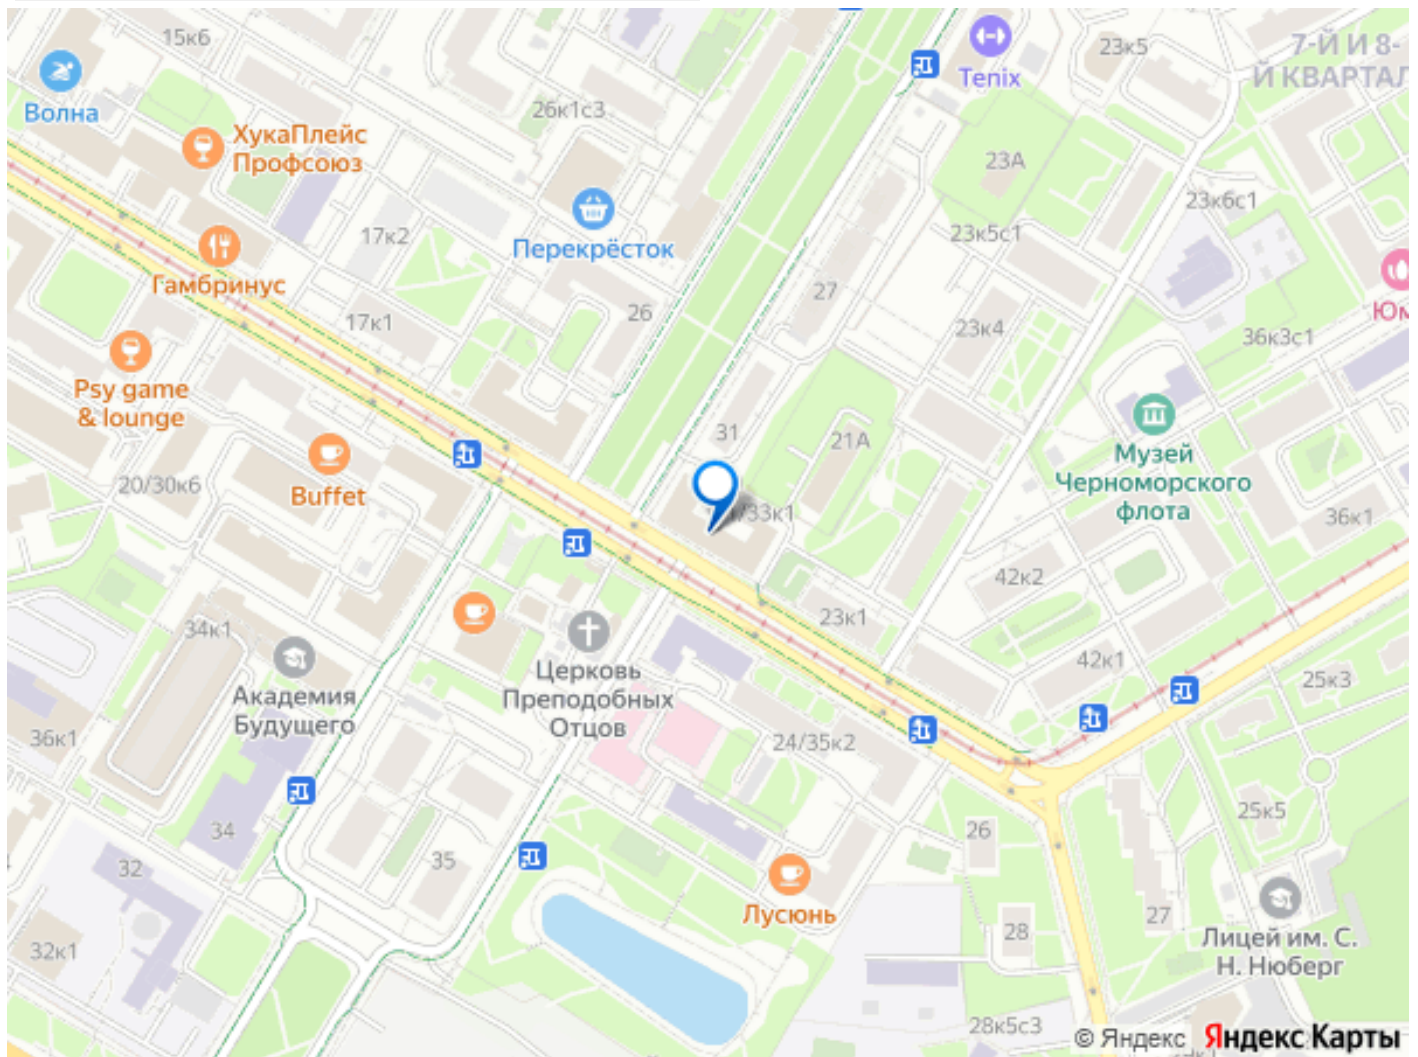 15к6
23к5
7-Й И 8-
Й КВАРТАЛ
Волна
Tenix
26к1с3
ХукаПлейс
Профсоюз
23А
23к6с1
17к2
23к5с1
Перекрёсток
Гамбринус
27
26
17к1
23к4
36к3с1
Юм
Psy game
& lounge
31
21А
Музей
Черноморского
флота
20/30к6
Buffet
/33к1
36к1
42к2
34к1
23к1
42к1
Церковь
Преподобных
Отцов
25к3
Академия
Будущего
36к1
24/35к2
25к5
34
26
32
35
Лусюнь
27
28
Лицей им. С.
Н. Нюберг
32к1
28к5с3
© Яндекс
Яндекс Карты